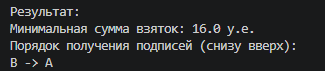 Результат:
Минимальная сумма взяток: 16.0 у.е.
Порядок получения подписей (снизу вверх):
B -> A